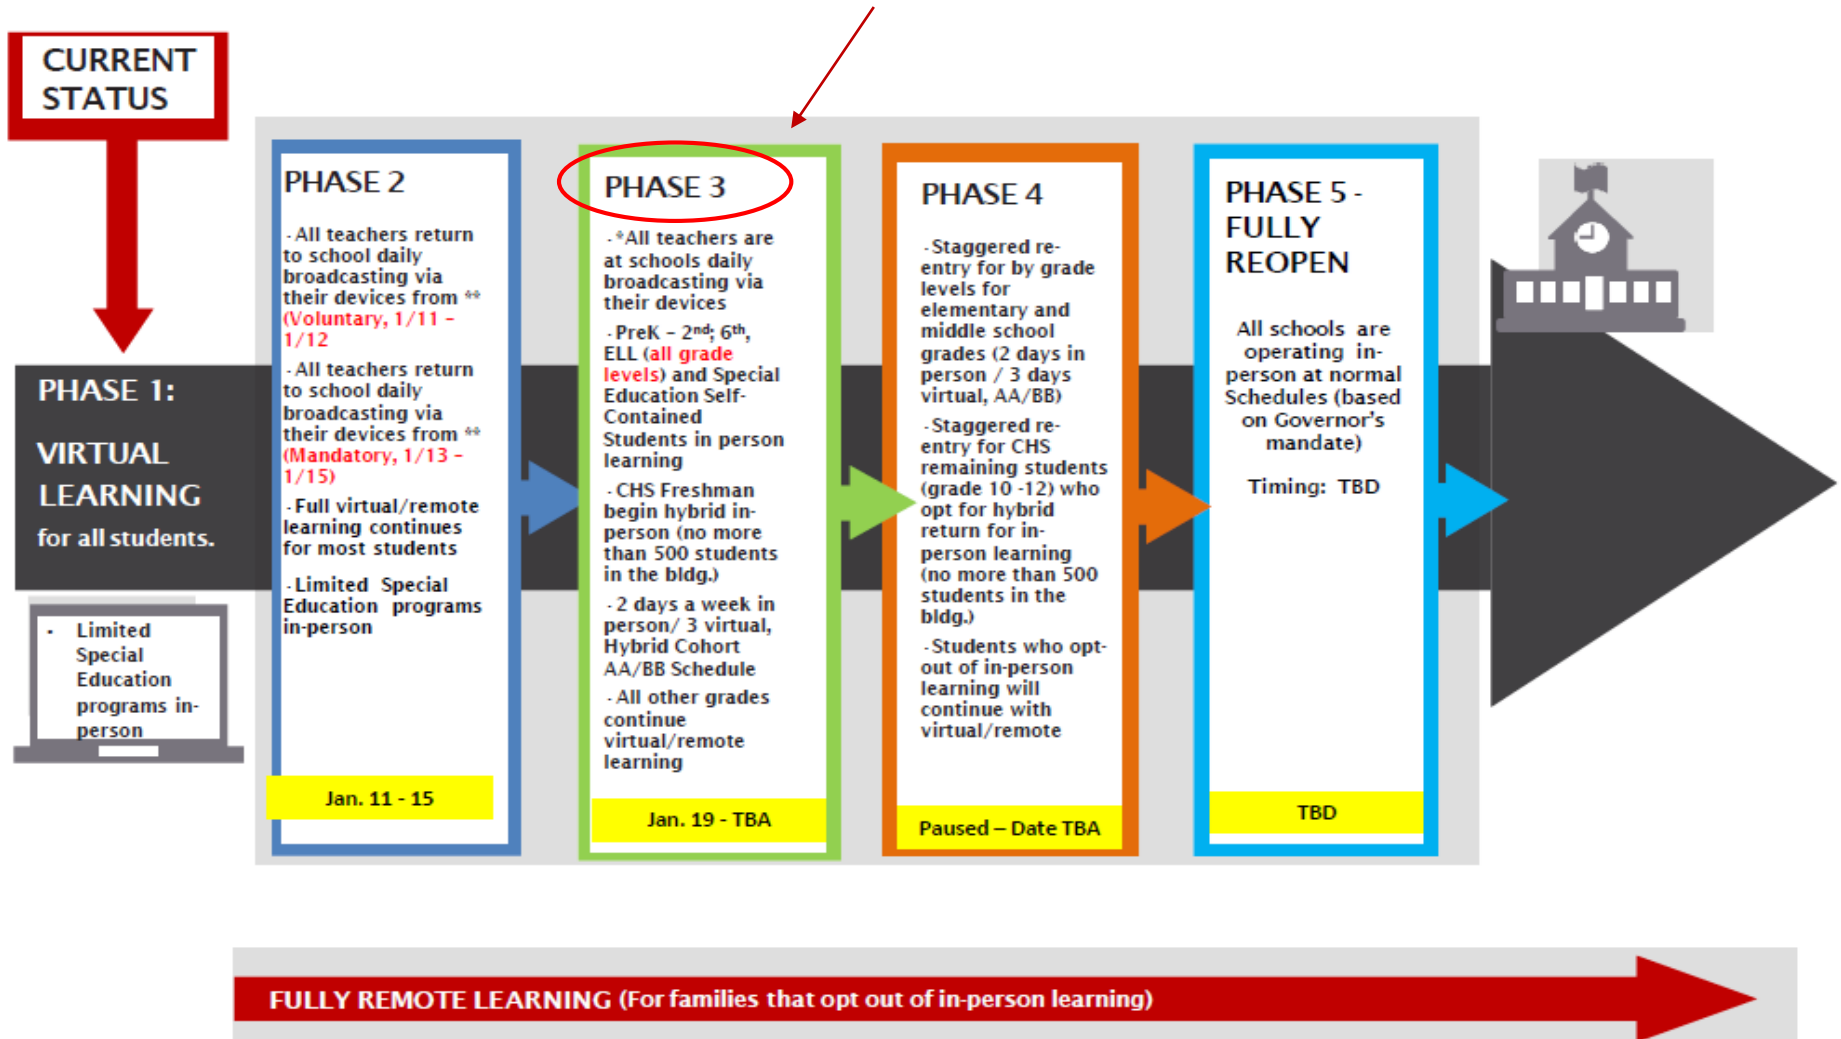 CURRENT
STATUS
PHASE 1:
VIRTUAL
LEARNING
for all students.
- Limited
Special
Education
programs in-
person
PHASE 2
- All teachers return
to school daily
broadcasting via
their devices from **
(Voluntary, 1/11 –
1/12
- All teachers return
to school daily
broadcasting via
their devices from **
(Mandatory, 1/13 –
1/15)
- Full virtual/remote
learning continues
for most students
- Limited Special
Education programs
in-person
Jan. 11 - 15
PHASE 3
- *All teachers are
at schools daily
broadcasting via
their devices
- PreK – 2nd; 6th,
ELL (all grade
levels) and Special
Education Self-
Contained
Students in person
learning
- CHS Freshman
begin hybrid in-
person (no more
than 500 students
in the bldg.)
- 2 days a week in
person/ 3 virtual,
Hybrid Cohort
AA/BB Schedule
- All other grades
continue
virtual/remote
learning
Jan. 19 - TBA
PHASE 4
- Staggered re-
entry for by grade
levels for
elementary and
middle school
grades (2 days in
person / 3 days
virtual, AA/BB)
- Staggered re-
entry for CHS
remaining students
(grade 10 -12) who
opt for hybrid
return for in-
person learning
(no more than 500
students in the
bldg.)
- Students who opt-
out of in-person
learning will
continue with
virtual/remote
Paused – Date TBA
PHASE 5 -
FULLY
REOPEN
All schools are
operating in-
person at normal
Schedules (based
on Governor's
mandate)
Timing: TBD
TBD
FULLY REMOTE LEARNING (For families that opt out of in-person learning)